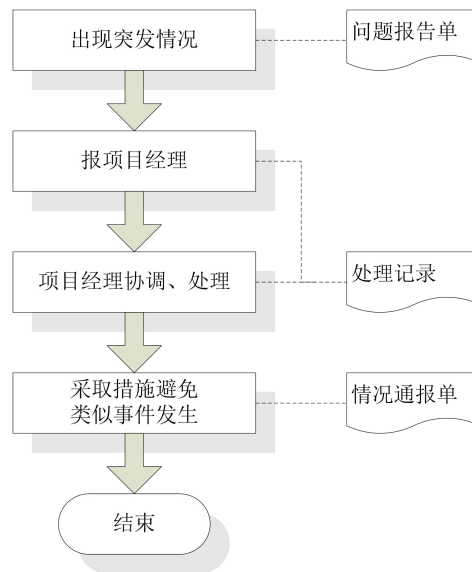 出现突发情况
问题报告单
报项目经理
项目经理协调、处理
处理记录
采取措施避免
类似事件发生
情况通报单
结束